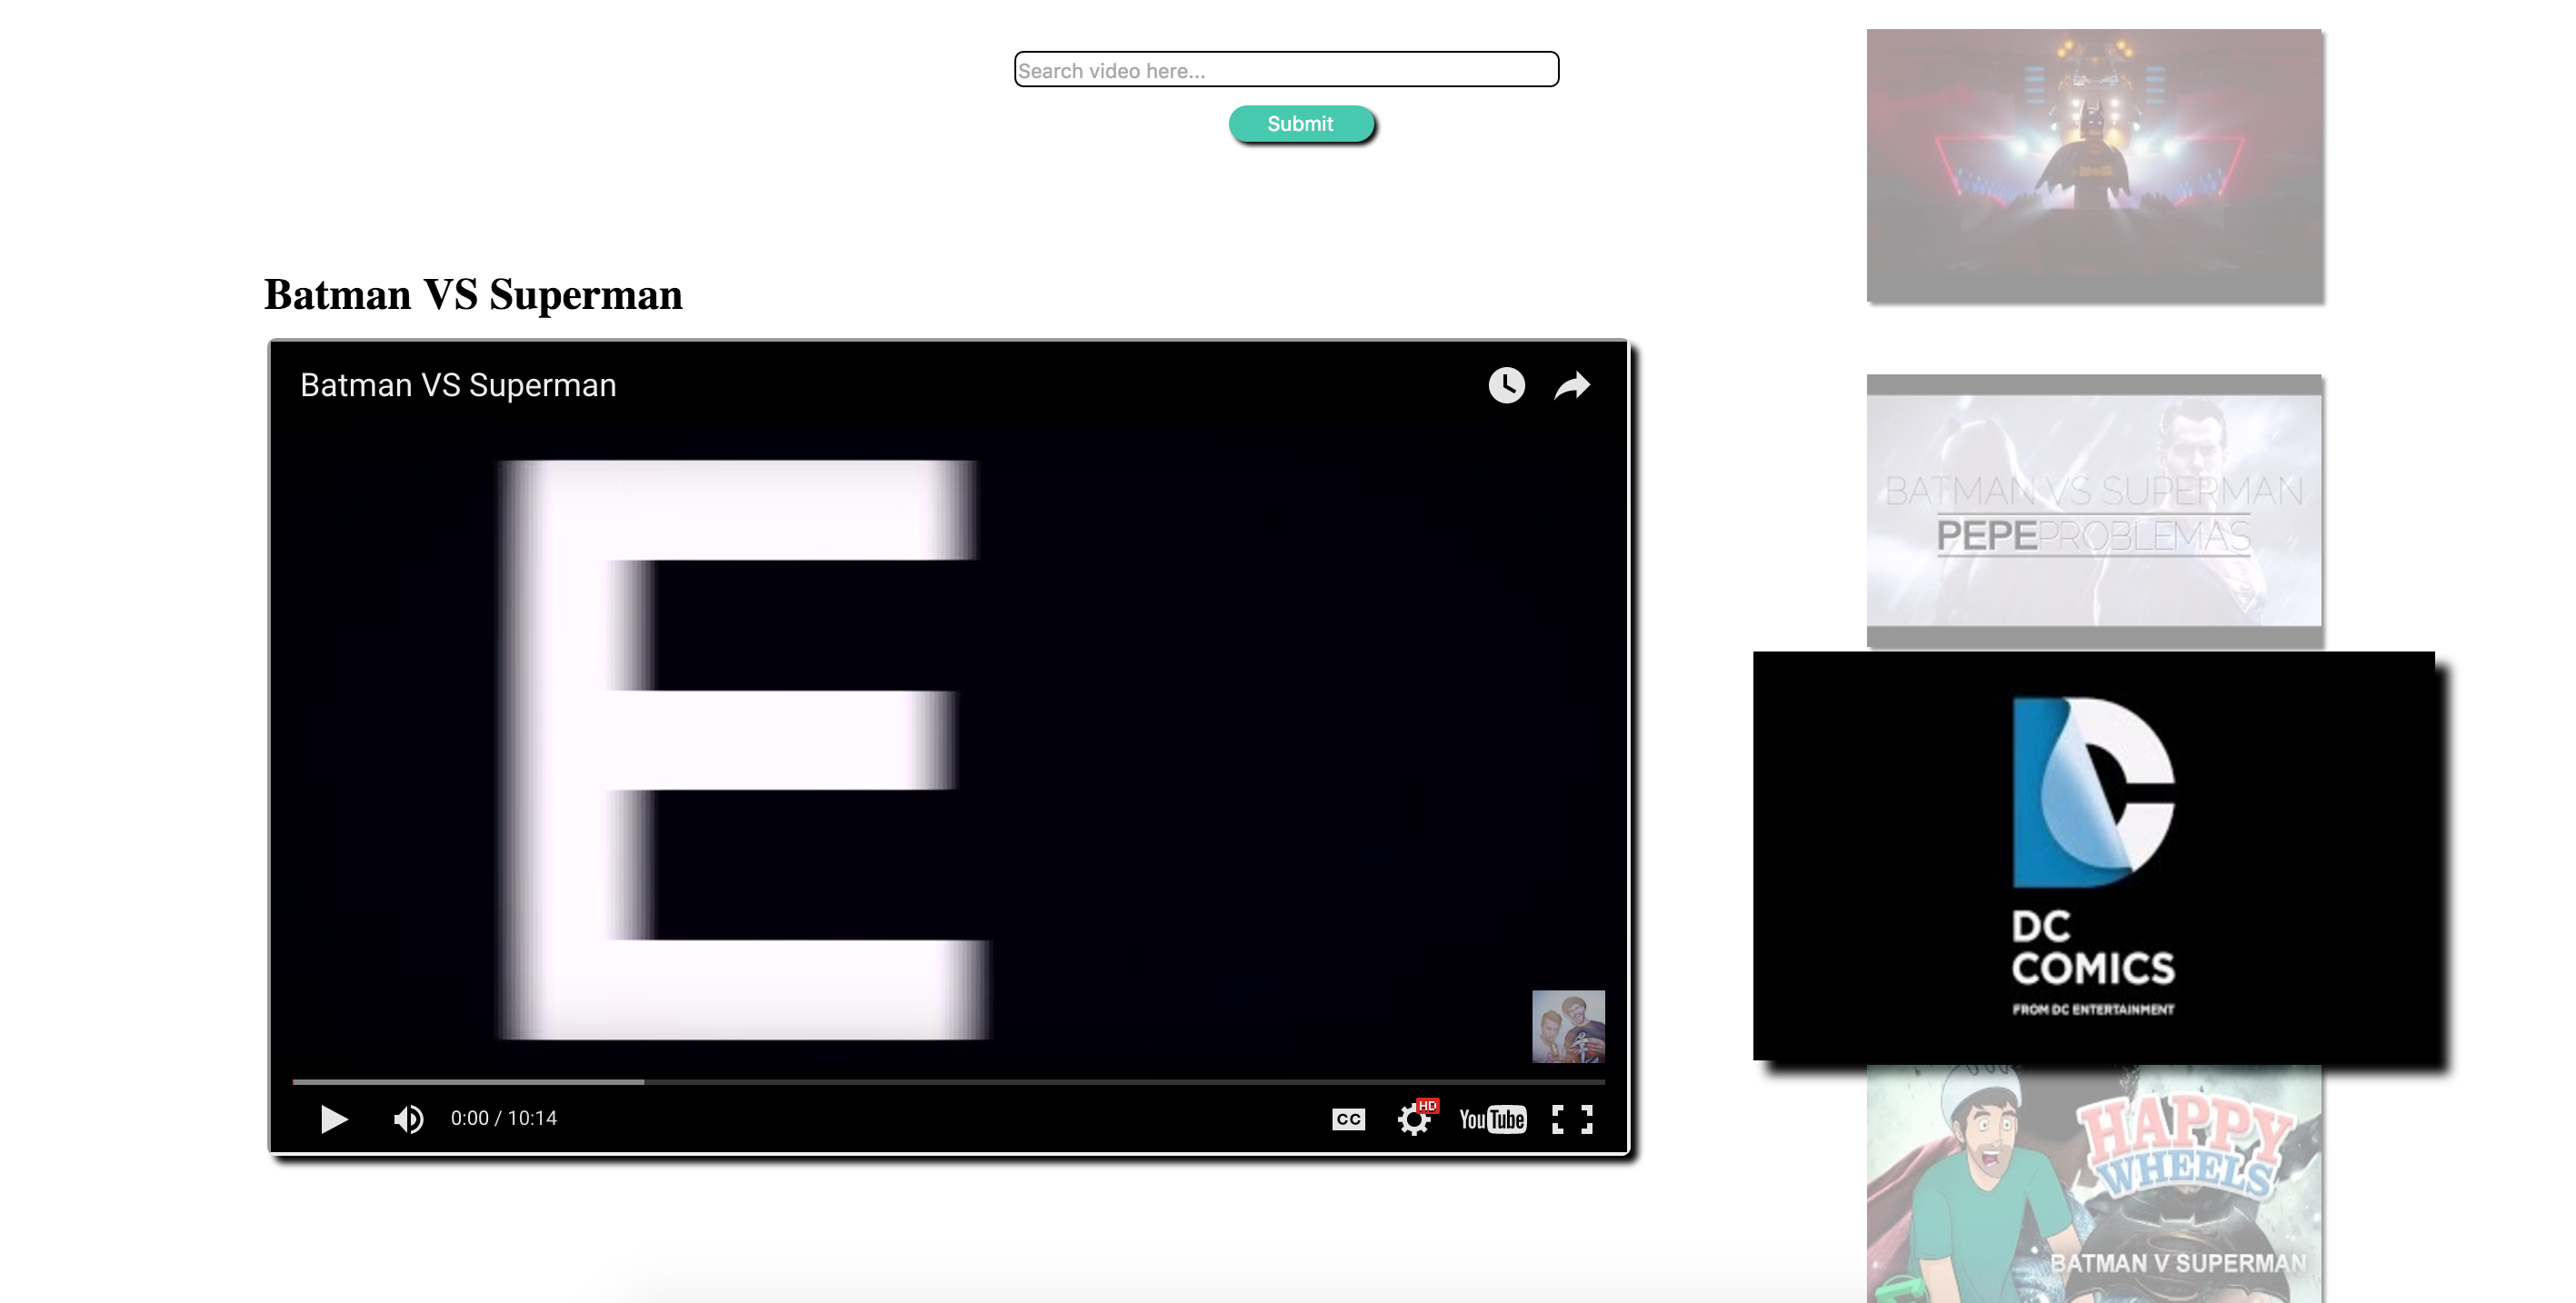 Search video here...
Submit
Batman VS Superman
Batman VS Superman
E
0:00 / 10:14
CC
HD
YouTube
BATMAN VS SUPERMAN
PEPEPROBLEMAS
DC
COMICS
FROM DC ENTERTAINMENT
HAPPY
WHEELS
BATMAN V SUPERMAN